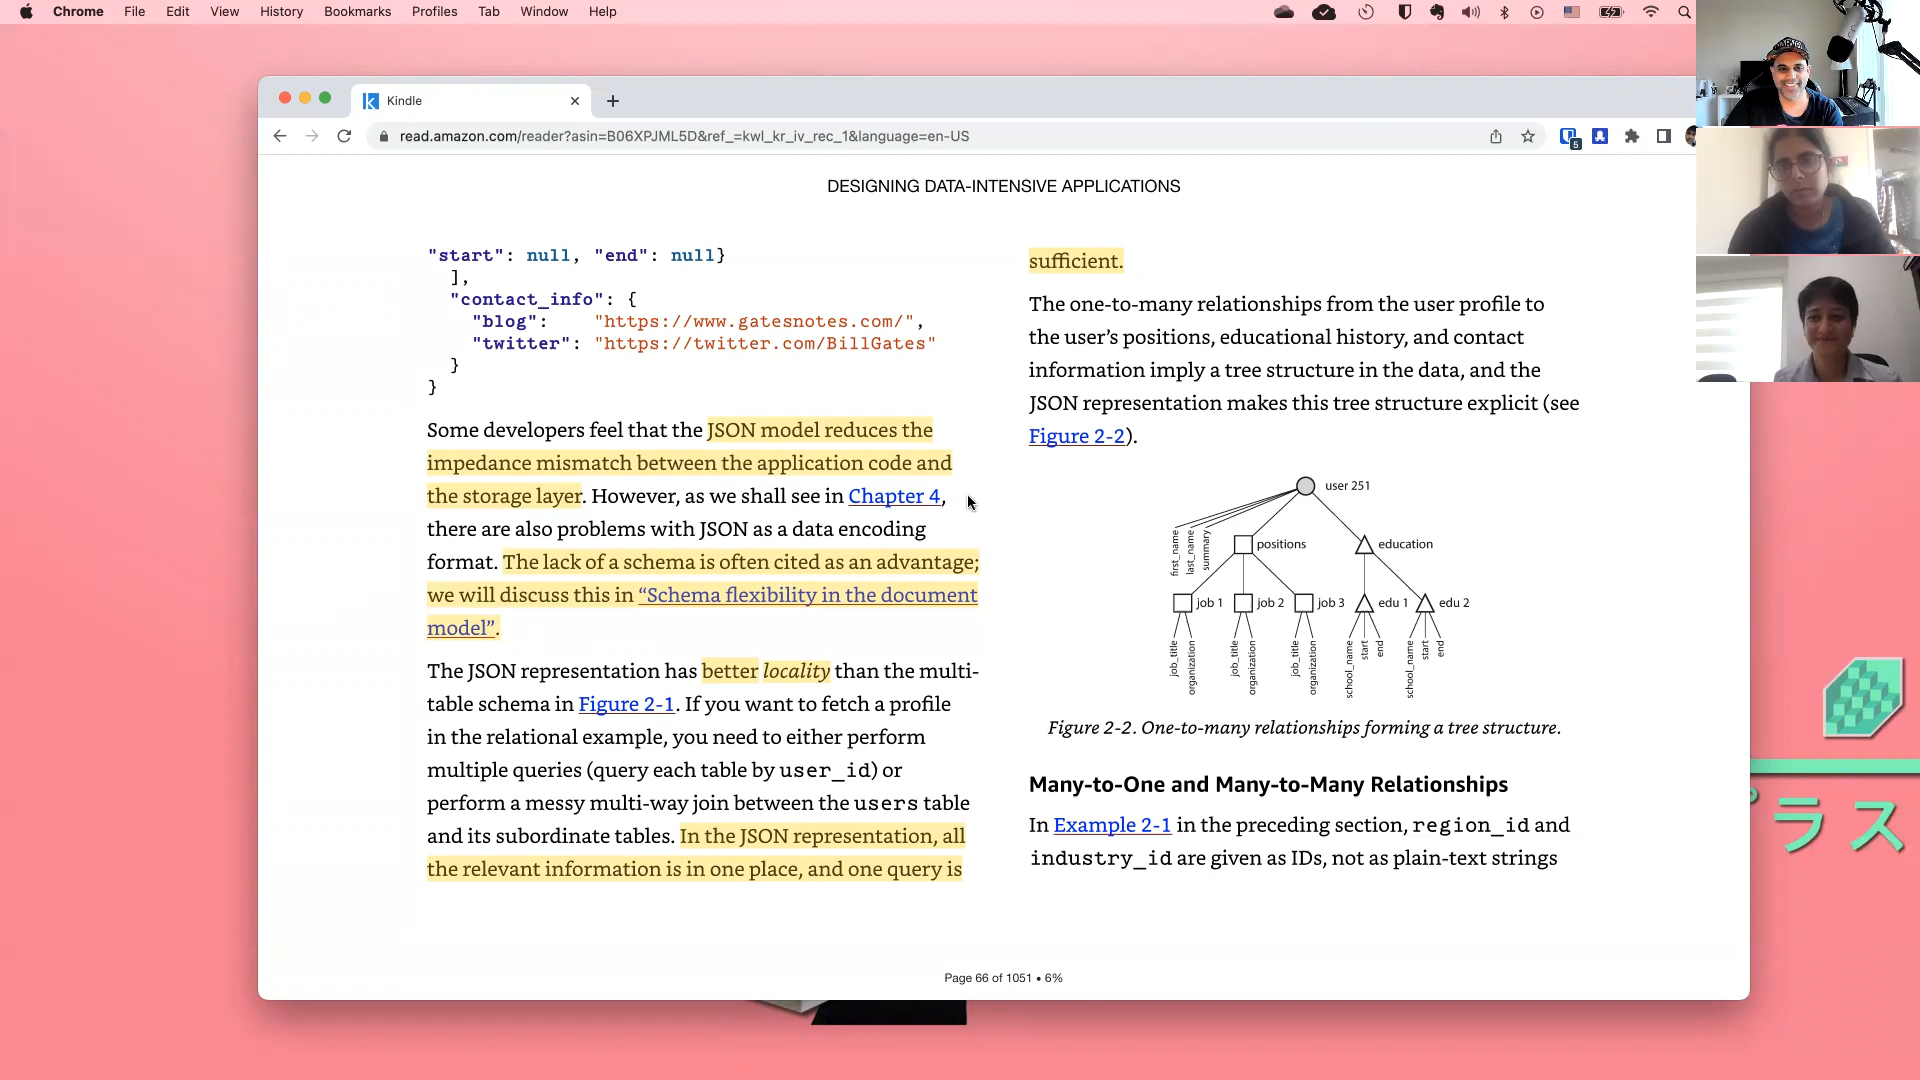 Chrome File Edit View History Bookmarks Profiles Tab Window Help
Kindle
read.amazon.com/reader?asin=B06XPJML5D&ref_=kwl_kr_iv_rec_1&language=en-US
5
DESIGNING DATA-INTENSIVE APPLICATIONS
"start": null, "end": null}
],
"contact_info": {
"blog": "https://www.gatesnotes.com/",
"twitter": "https://twitter.com/BillGates"
}
}
Some developers feel that the JSON model reduces the
impedance mismatch between the application code and
the storage layer. However, as we shall see in Chapter 4,
there are also problems with JSON as a data encoding
format. The lack of a schema is often cited as an advantage;
we will discuss this in “Schema flexibility in the document
model”.
The JSON representation has better locality than the multi-
table schema in Figure 2-1. If you want to fetch a profile
in the relational example, you need to either perform
multiple queries (query each table by user_id) or
perform a messy multi-way join between the users table
and its subordinate tables. In the JSON representation, all
the relevant information is in one place, and one query is
sufficient.
The one-to-many relationships from the user profile to
the user’s positions, educational history, and contact
information imply a tree structure in the data, and the
JSON representation makes this tree structure explicit (see
Figure 2-2).
user 251
first_name
last_name
summary
positions
education
job 1
job 2
job 3
edu 1
edu 2
job_title
organization
job_title
organization
job_title
organization
school_name
start
end
school_name
start
end
Figure 2-2. One-to-many relationships forming a tree structure.
Many-to-One and Many-to-Many Relationships
In Example 2-1 in the preceding section, region_id and
industry_id are given as IDs, not as plain-text strings
Page 66 of 1051 • 6%
プラス